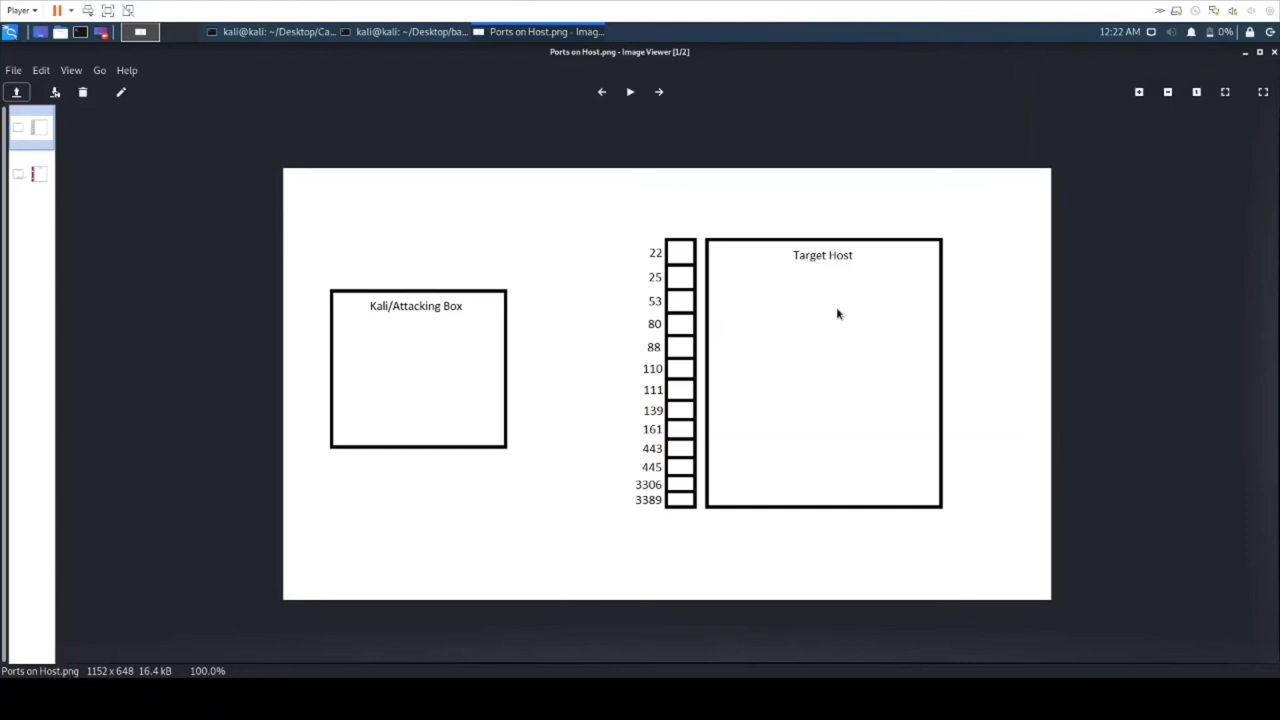 Player
kali@kali: ~/Desktop/Ca...
kali@kali: ~/Desktop/ba...
Ports on Host.png - Imag...
12:22 AM
0%
Ports on Host.png - Image Viewer [1/2]
File Edit View Go Help
Target Host
Kali/Attacking Box
22
25
53
80
88
110
111
139
161
443
445
3306
3389
Ports on Host.png 1152 x 648 16.4 kB 100.0%